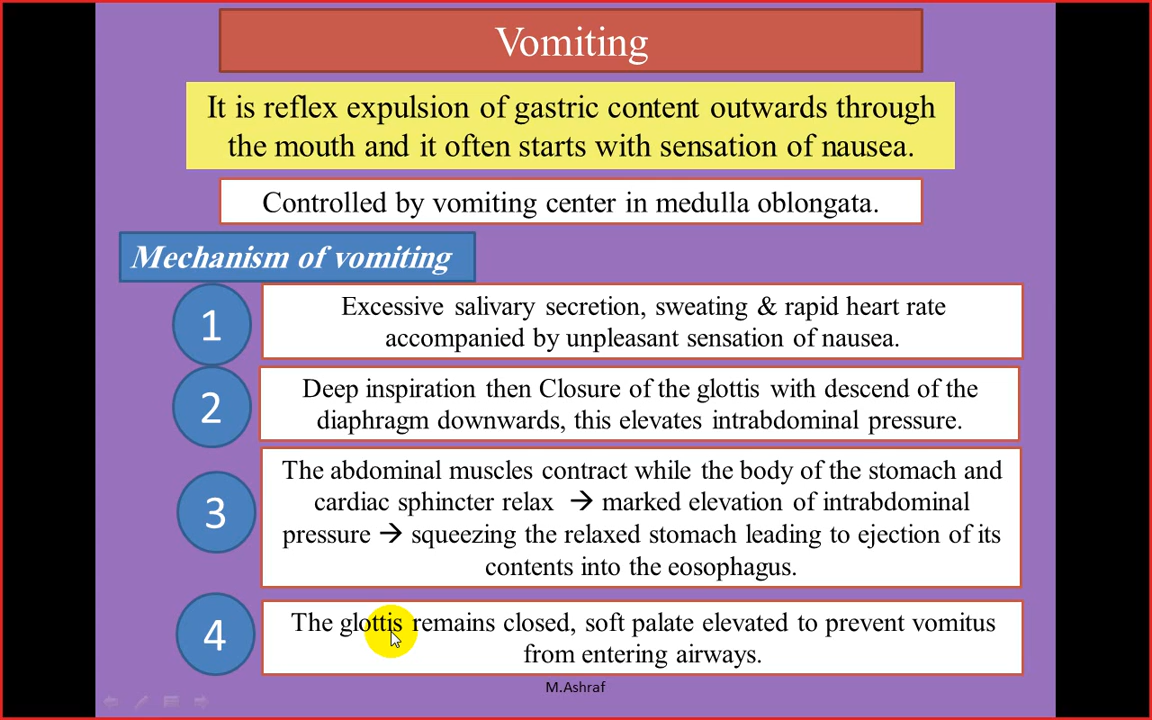 Vomiting
It is reflex expulsion of gastric content outwards through
the mouth and it often starts with sensation of nausea.
Controlled by vomiting center in medulla oblongata.
Mechanism of vomiting
1
Excessive salivary secretion, sweating & rapid heart rate
accompanied by unpleasant sensation of nausea.
2
Deep inspiration then Closure of the glottis with descend of the
diaphragm downwards, this elevates intrabdominal pressure.
3
The abdominal muscles contract while the body of the stomach and
cardiac sphincter relax → marked elevation of intrabdominal
pressure → squeezing the relaxed stomach leading to ejection of its
contents into the eosophagus.
4
The glottis remains closed, soft palate elevated to prevent vomitus
from entering airways.
M.Ashraf